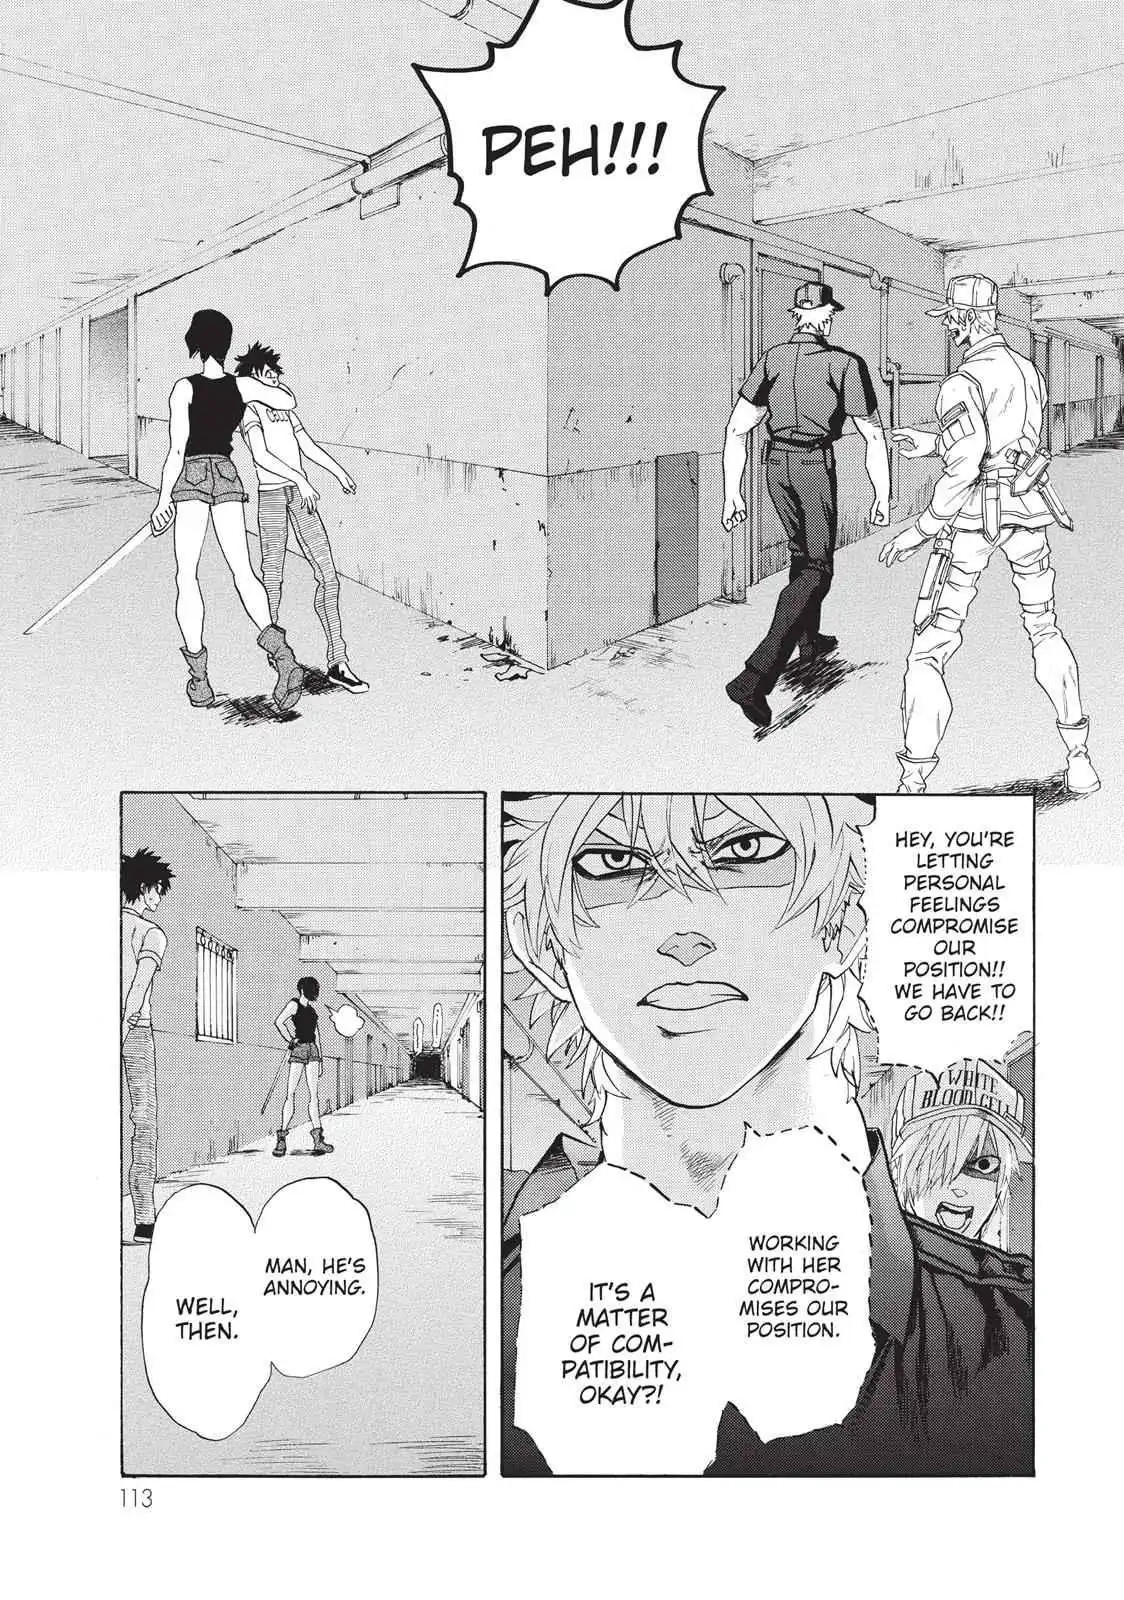 PEH!!!
HEY, YOU'RE
LETTING
PERSONAL
FEELINGS
COMPROMISE
OUR
POSITION!!
WE HAVE TO
GO BACK!!
WHITE
BLOOD CELL
WORKING
WITH HER
COMPRO-
MISES OUR
POSITION.
IT'S A
MATTER
OF COM-
PATIBILITY,
OKAY?!
MAN, HE'S
ANNOYING.
WELL,
THEN.
113